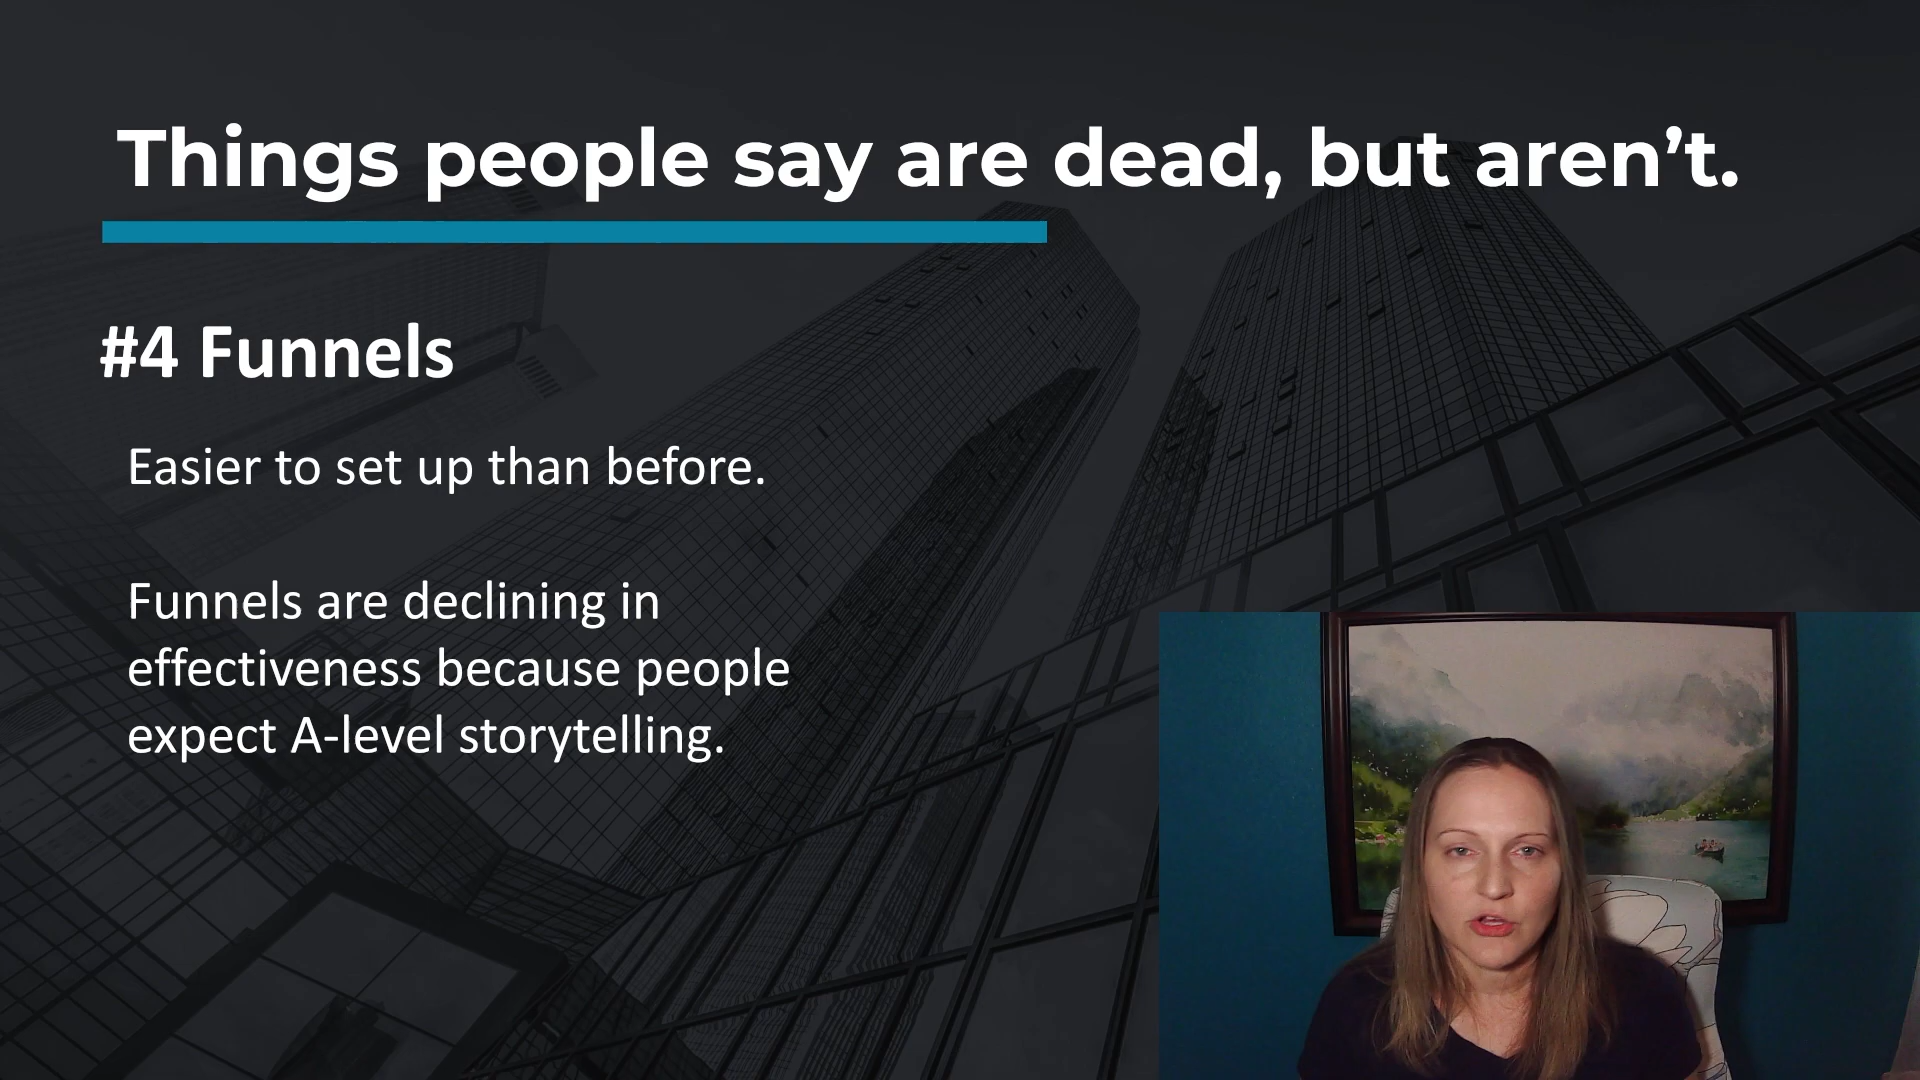 Things people say are dead, but aren’t.
#4 Funnels
Easier to set up than before.
Funnels are declining in
effectiveness because people
expect A-level storytelling.